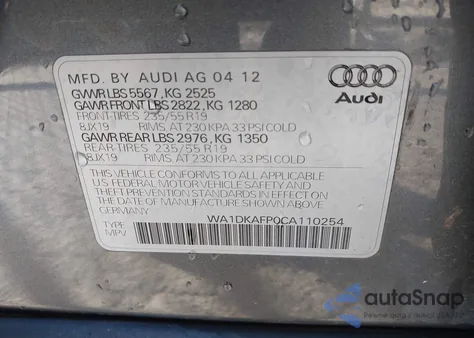 MFD. BY AUDI AG 04 12
GVWR LBS 5567, KG 2525
GAWR FRONT LBS 2822, KG 1280
FRONT-TIRES 235/55 R19
8JX19 RIMS, AT 230 KPA 33 PSI COLD
GAWR REAR LBS 2976, KG 1350
REAR-TIRES 235/55 R19
8JX19 RIMS, AT 230 KPA 33 PSI COLD
THIS VEHICLE CONFORMS TO ALL APPLICABLE
U.S. FEDERAL MOTOR VEHICLE SAFETY AND
THEFT PREVENTION STANDARDS IN EFFECT ON
THE DATE OF MANUFACTURE SHOWN ABOVE
GERMANY
WA1DKAFP0CA110254
TYPE
MPV
Audi
autoSnap